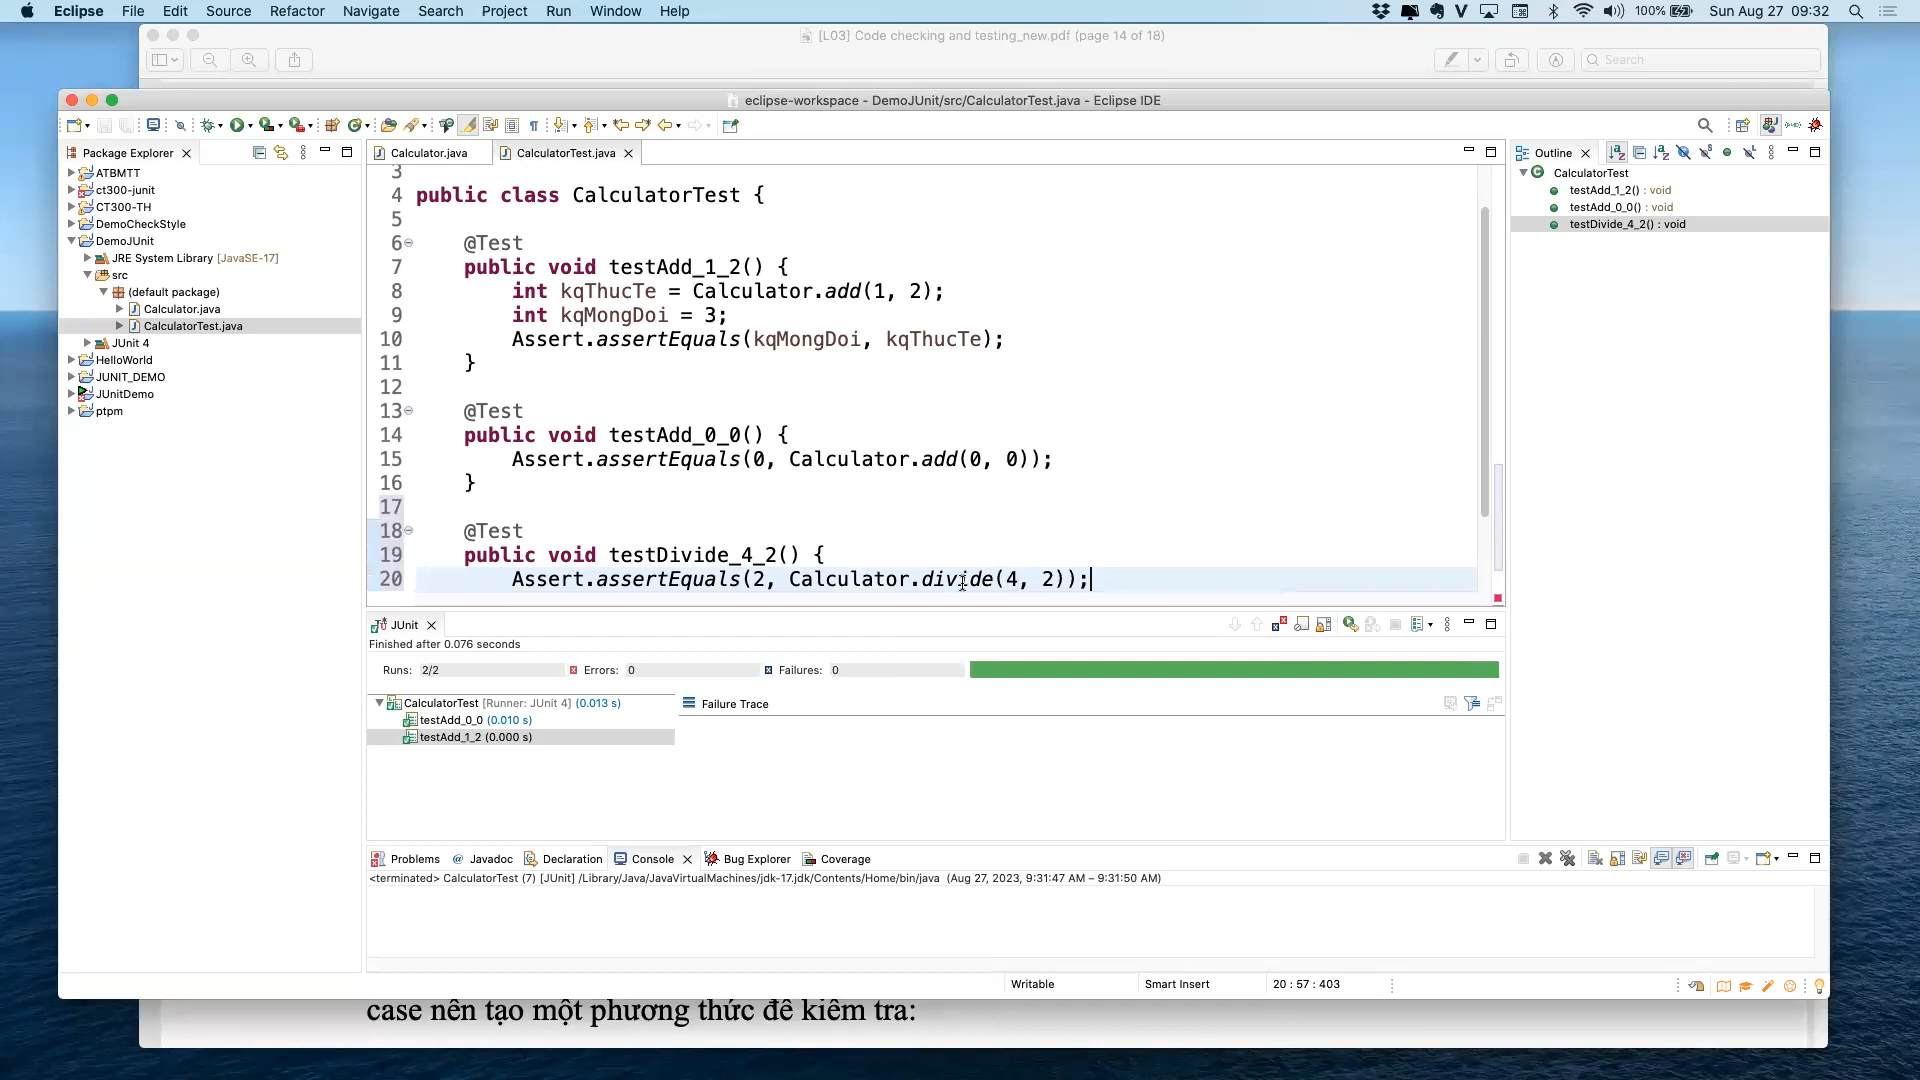 Eclipse File Edit Source Refactor Navigate Search Project Run Window Help 100% Sun Aug 27 09:32
[L03] Code checking and testing_new.pdf (page 14 of 18)
Search
eclipse-workspace - DemoJUnit/src/CalculatorTest.java - Eclipse IDE
Package Explorer
ATBMTT
ct300-junit
CT300-TH
DemoCheckStyle
DemoJUnit
JRE System Library [JavaSE-17]
src
(default package)
Calculator.java
CalculatorTest.java
JUnit 4
HelloWorld
JUNIT_DEMO
JUnitDemo
ptpm
Calculator.java CalculatorTest.java
3
4 public class CalculatorTest {
5
6 @Test
7 public void testAdd_1_2() {
8 int kqThucTe = Calculator.add(1, 2);
9 int kqMongDoi = 3;
10 Assert.assertEquals(kqMongDoi, kqThucTe);
11 }
12
13 @Test
14 public void testAdd_0_0() {
15 Assert.assertEquals(0, Calculator.add(0, 0));
16 }
17
18 @Test
19 public void testDivide_4_2() {
20 Assert.assertEquals(2, Calculator.divide(4, 2));
Outline
CalculatorTest
testAdd_1_2() : void
testAdd_0_0() : void
testDivide_4_2() : void
JUnit
Finished after 0.076 seconds
Runs: 2/2 Errors: 0 Failures: 0
CalculatorTest [Runner: JUnit 4] (0.013 s)
testAdd_0_0 (0.010 s)
testAdd_1_2 (0.000 s)
Failure Trace
Problems Javadoc Declaration Console Bug Explorer Coverage
<terminated> CalculatorTest (7) [JUnit] /Library/Java/JavaVirtualMachines/jdk-17.jdk/Contents/Home/bin/java (Aug 27, 2023, 9:31:47 AM – 9:31:50 AM)
Writable Smart Insert 20 : 57 : 403
case nên tạo một phương thức để kiểm tra: